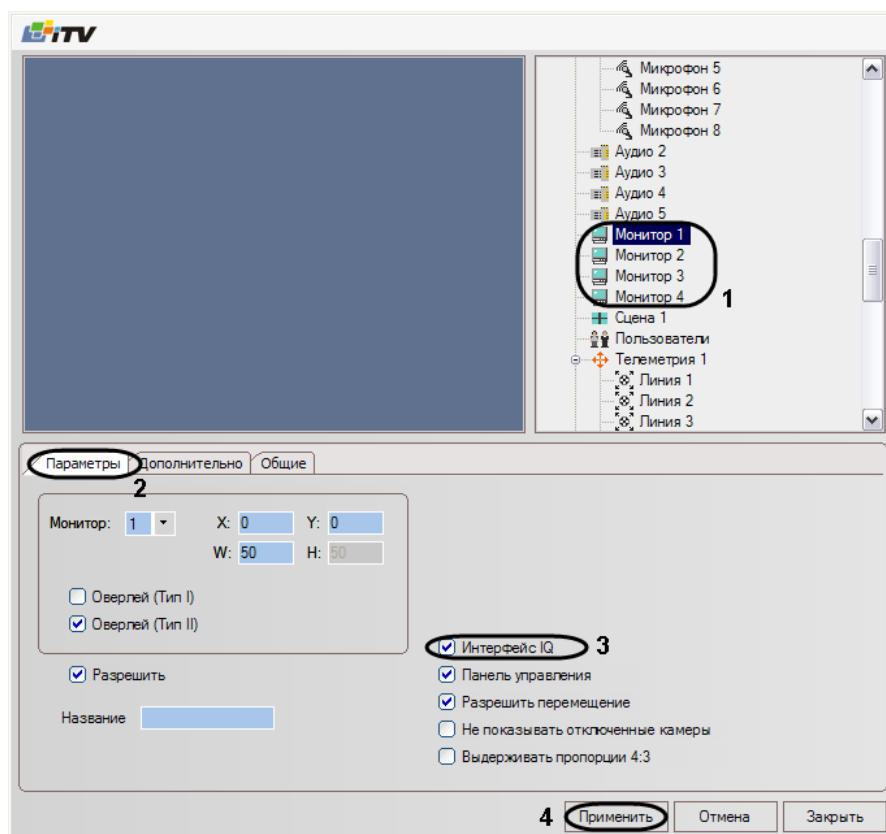 iTV
Микрофон 5
Микрофон 6
Микрофон 7
Микрофон 8
Аудио 2
Аудио 3
Аудио 4
Аудио 5
Монитор 1
Монитор 2
Монитор 3
Монитор 4
1
Сцена 1
Пользователи
Телеметрия 1
Линия 1
Линия 2
Линия 3
Параметры Дополнительно Общие
2
Монитор: 1 X: 0 Y: 0
W: 50 H: 50
Оверлей (Тип I)
Оверлей (Тип II)
Интерфейс IQ 3
Разрешить Панель управления
Разрешить перемещение
Название
Не показывать отключенные камеры
Выдерживать пропорции 4:3
4 Применить Отмена Закрыть